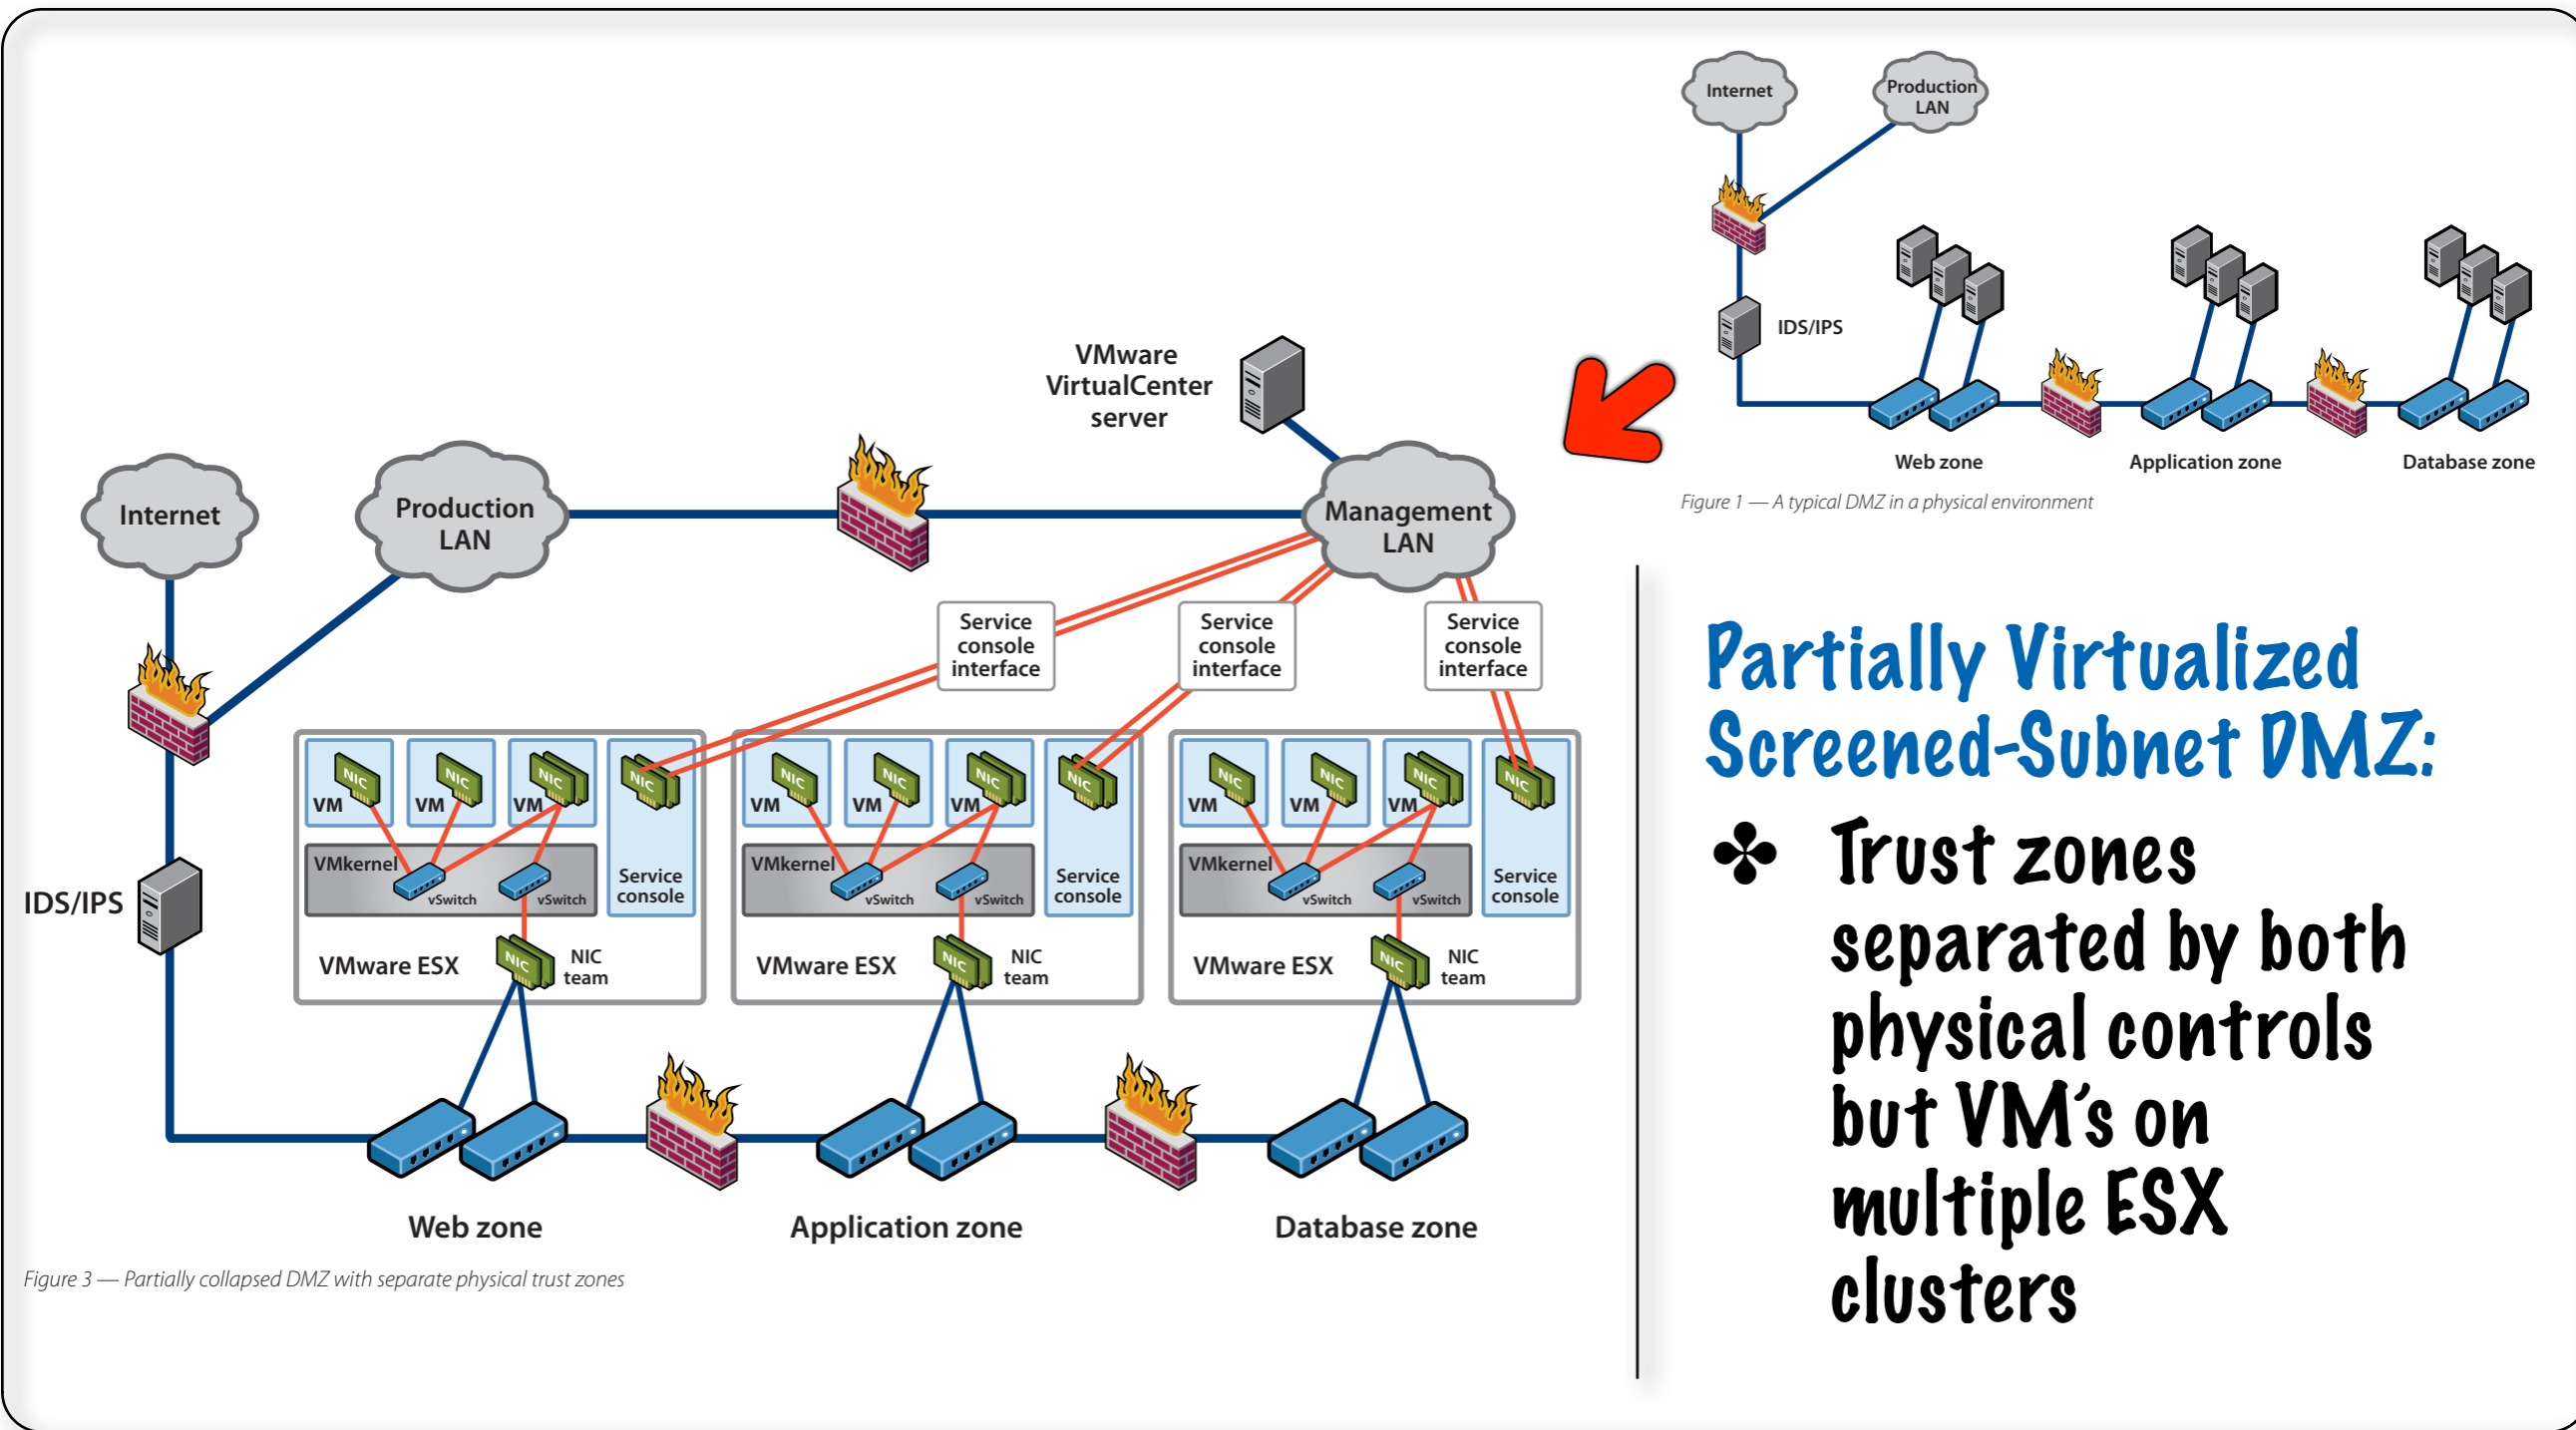 Internet
Production
LAN
IDS/IPS
Web zone
Application zone
Database zone
Figure 1 — A typical DMZ in a physical environment
VMware
VirtualCenter
server
Internet
Production
LAN
Management
LAN
Service
console
interface
Service
console
interface
Service
console
interface
NIC
VM
NIC
VM
NIC
VM
NIC
VMkernel
vSwitch
vSwitch
Service
console
VMware ESX
NIC
NIC
team
NIC
VM
NIC
VM
NIC
VM
NIC
VMkernel
vSwitch
vSwitch
Service
console
VMware ESX
NIC
NIC
team
NIC
VM
NIC
VM
NIC
VM
NIC
VMkernel
vSwitch
vSwitch
Service
console
VMware ESX
NIC
NIC
team
IDS/IPS
Web zone
Application zone
Database zone
Figure 3 — Partially collapsed DMZ with separate physical trust zones
Partially Virtualized
Screened-Subnet DMZ:
Trust zones
separated by both
physical controls
but VM's on
multiple ESX
clusters